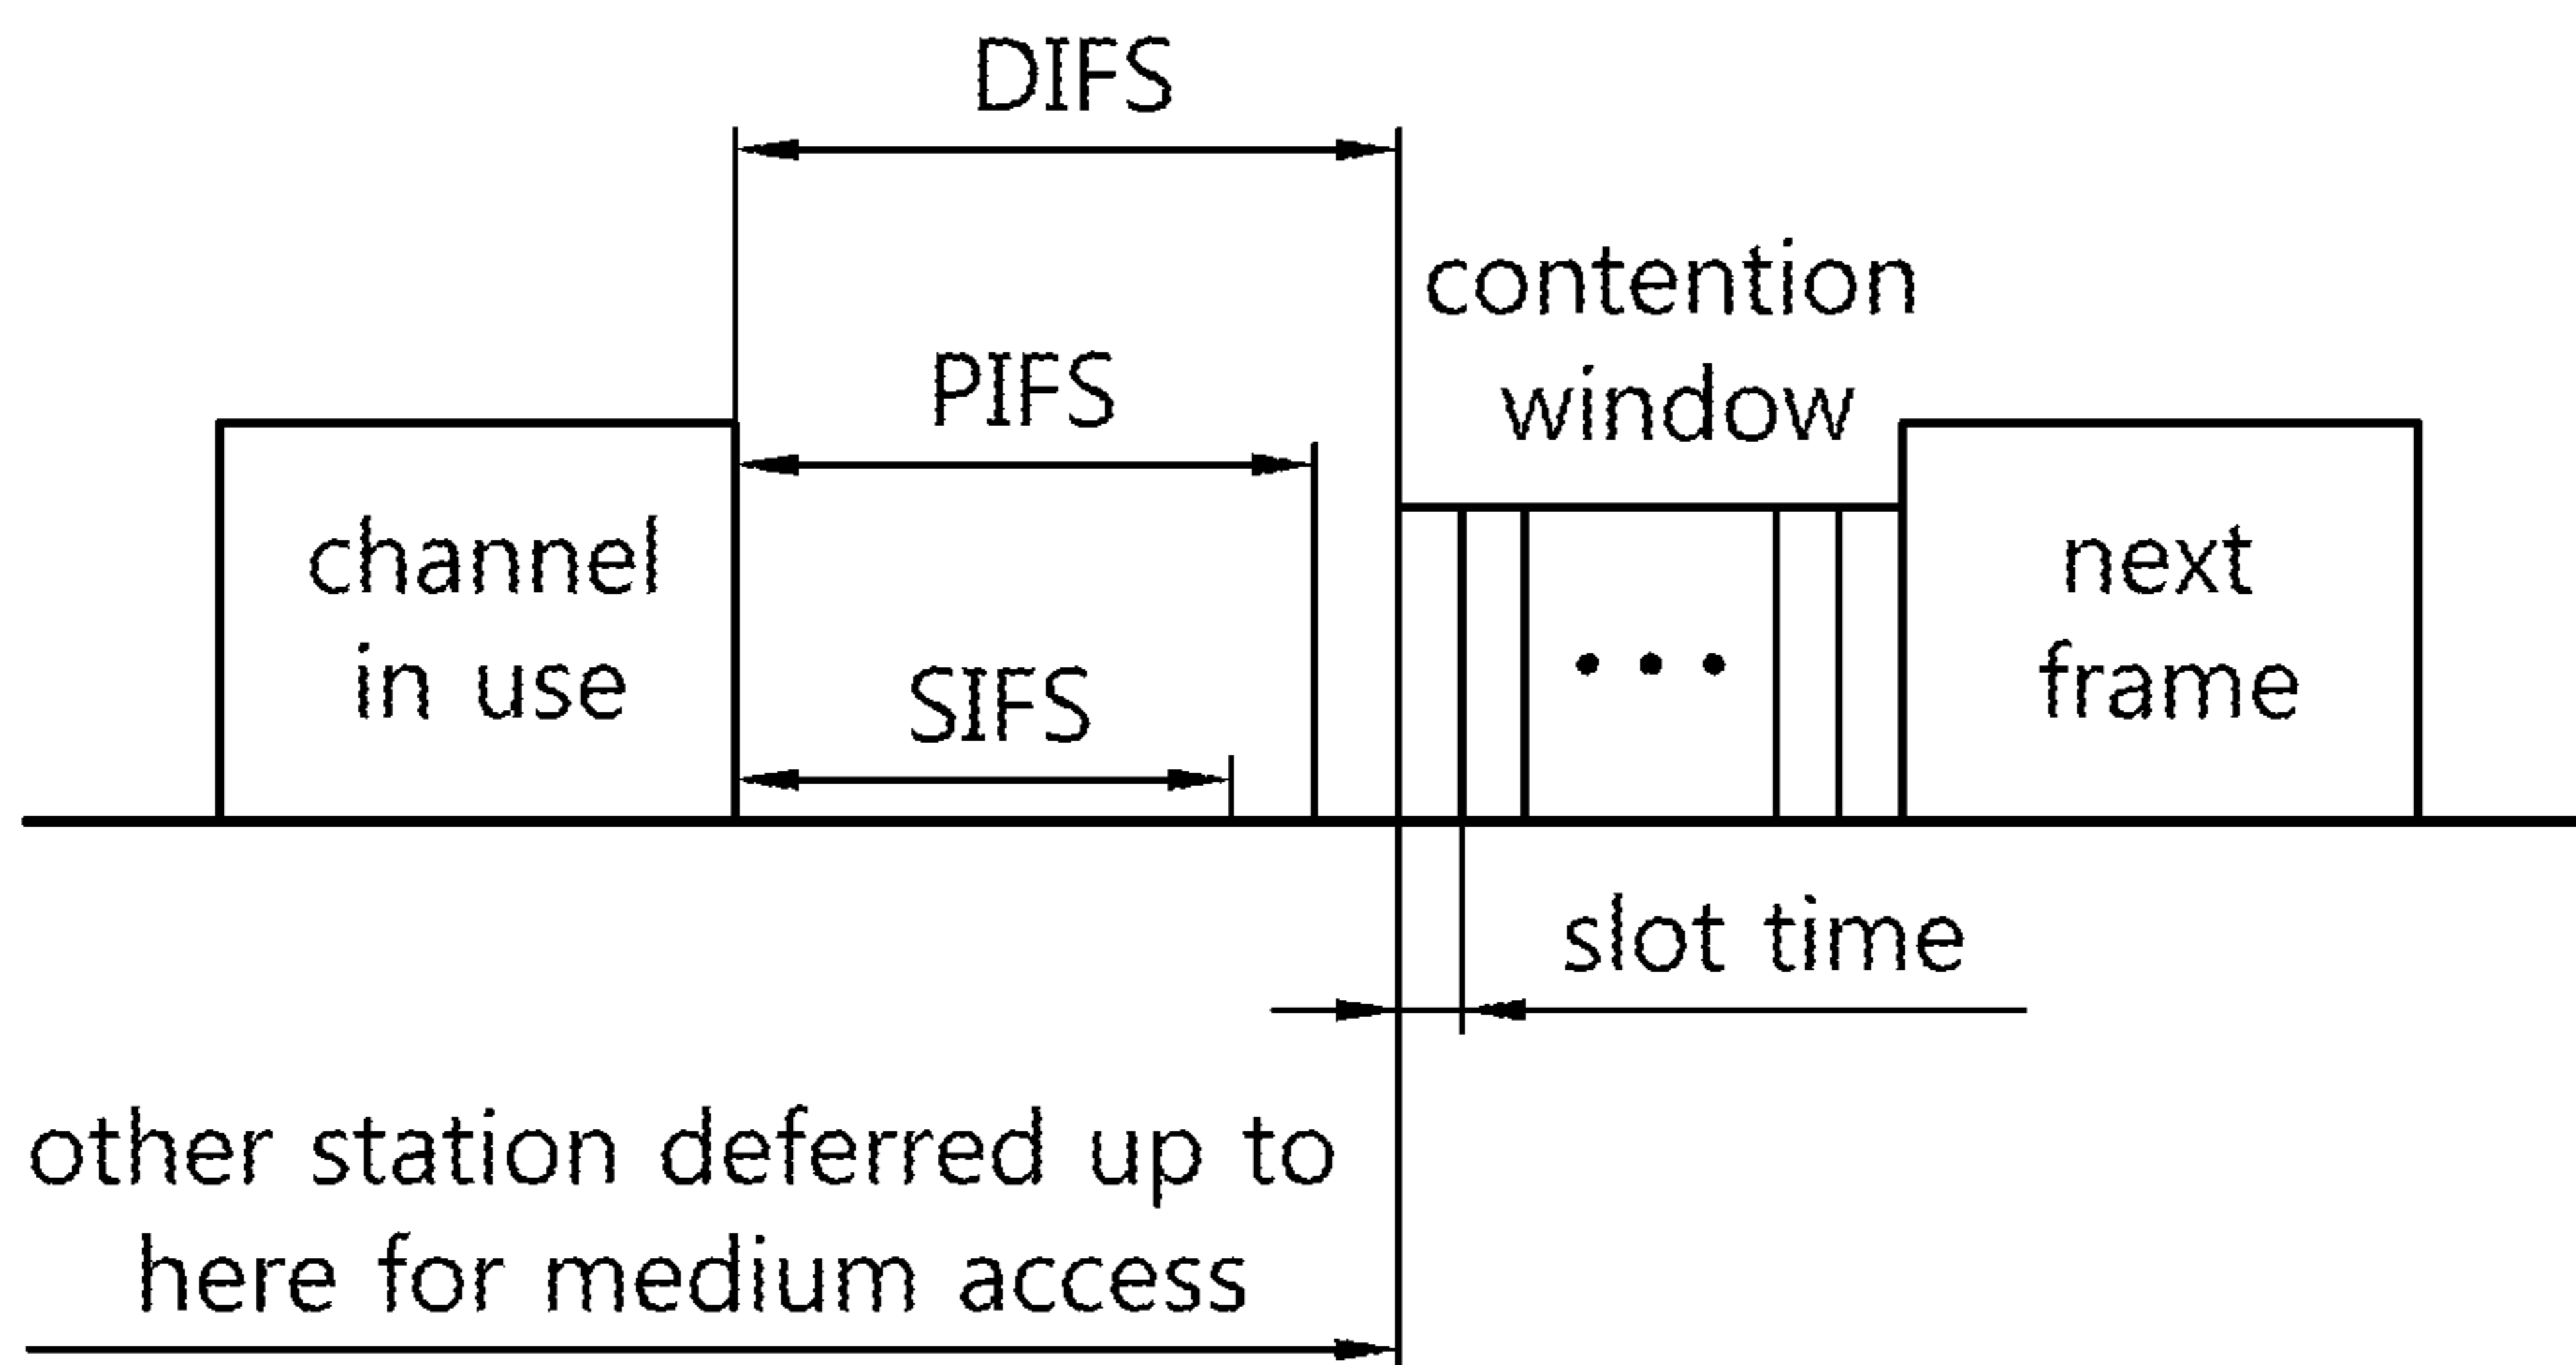 DIFS
contention
window
PIFS
channel
in use
SIFS
next
frame
slot time
other station deferred up to
here for medium access